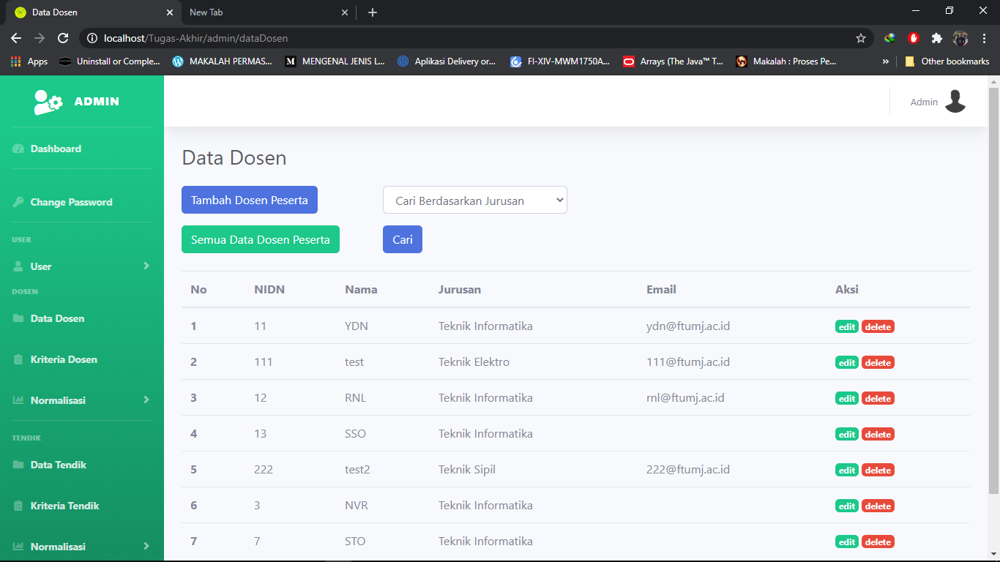 Data Dosen
New Tab
localhost/Tugas-Akhir/admin/dataDosen
Apps Uninstall or Comple... MAKALAH PERMAS... MENGENAL JENIS L... Aplikasi Delivery or... FI-XIV-MWM1750A... Arrays (The Java™ T... Makalah : Proses Pe... » Other bookmarks
ADMIN
Dashboard
Change Password
USER
User
DOSEN
Data Dosen
Kriteria Dosen
Normalisasi
TENDIK
Data Tendik
Kriteria Tendik
Normalisasi
Admin
Data Dosen
Tambah Dosen Peserta
Cari Berdasarkan Jurusan
Semua Data Dosen Peserta
Cari
No NIDN Nama Jurusan Email Aksi
1 11 YDN Teknik Informatika ydn@ftumj.ac.id edit delete
2 111 test Teknik Elektro 111@ftumj.ac.id edit delete
3 12 RNL Teknik Informatika rnl@ftumj.ac.id edit delete
4 13 SSO Teknik Informatika edit delete
5 222 test2 Teknik Sipil 222@ftumj.ac.id edit delete
6 3 NVR Teknik Informatika edit delete
7 7 STO Teknik Informatika edit delete